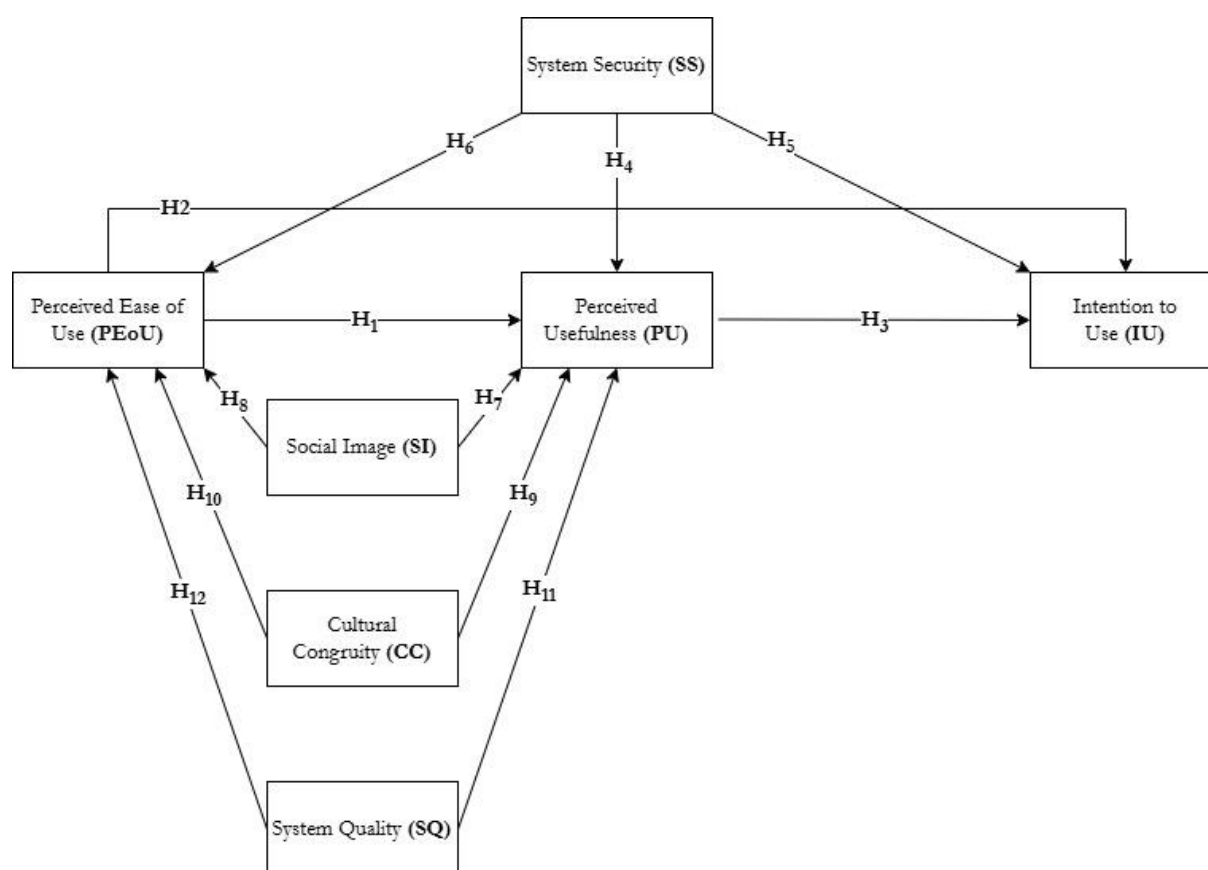 System Security (SS)
H6
H5
H4
H2
Perceived Ease of
Use (PEoU)
H1
Perceived
Usefulness (PU)
H3
Intention to
Use (IU)
H8
H7
Social Image (SI)
H10
H9
H12
H11
Cultural
Congruity (CC)
System Quality (SQ)